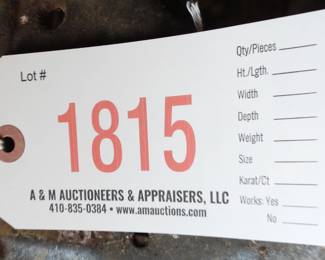 Lot #
1815
A & M AUCTIONEERS & APPRAISERS, LLC
410-835-0384 • www.amauctions.com
Qty/Pieces
Ht./Lgth.
Width
Depth
Weight
Size
Karat/Ct
Works: Yes
No